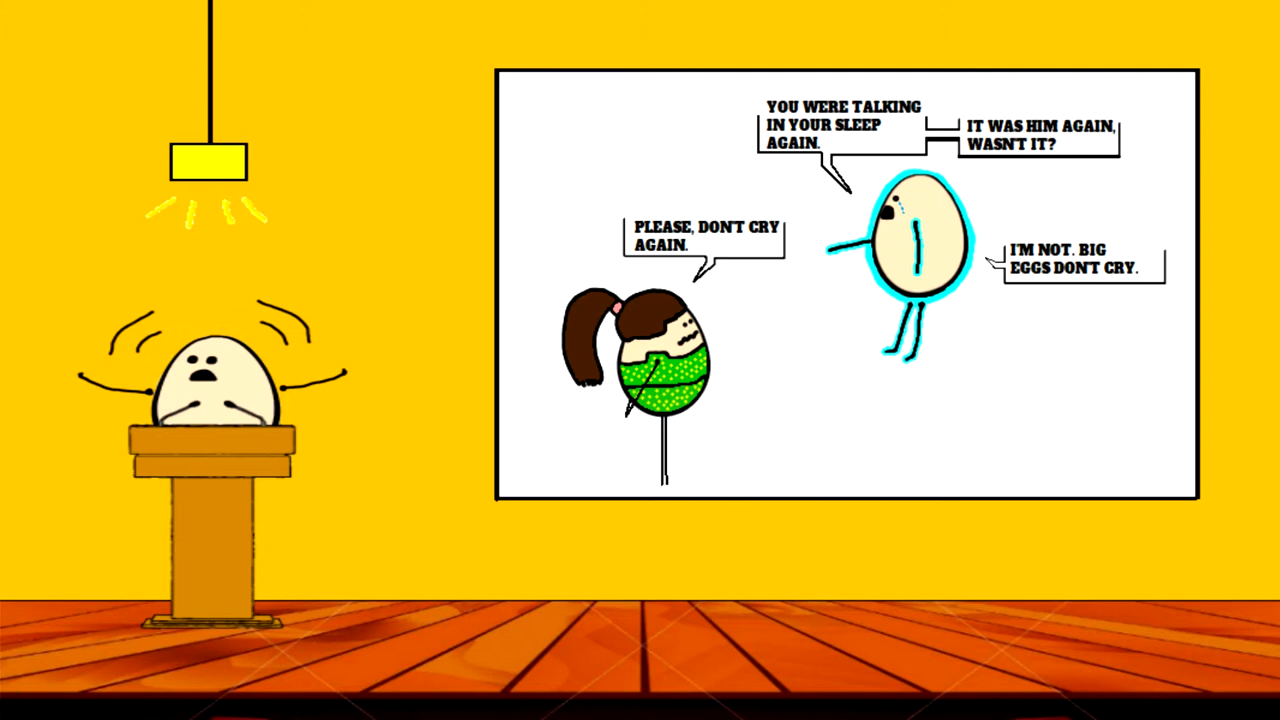 YOU WERE TALKING
IN YOUR SLEEP
AGAIN.
IT WAS HIM AGAIN,
WASN'T IT?
PLEASE, DON'T CRY
AGAIN.
I'M NOT. BIG
EGGS DON'T CRY.